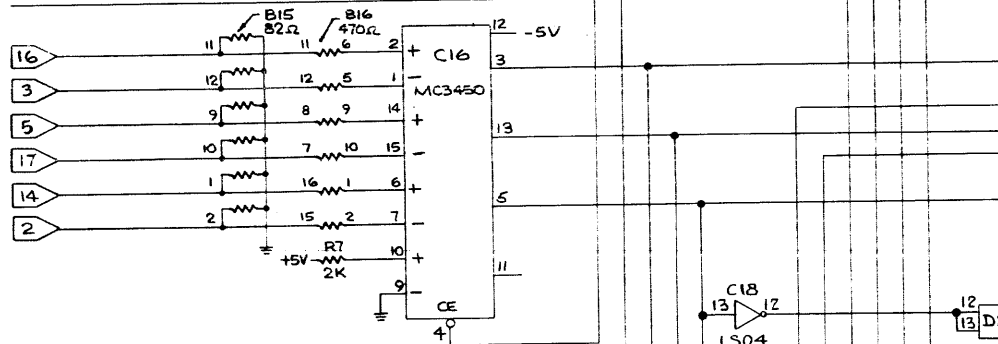 B15 B16 12 -5V
82Ω 470Ω
16 11 11 6 2 + C16 3
3 12 12 5 1 − MC3450
5 9 8 9 14 + 13
17 10 7 10 15 −
14 1 16 1 6 + 5
2 2 15 2 7 −
+5V R7 10 + 11
2K
9 − C18
CE 13 12 12
4 13 D
LS04